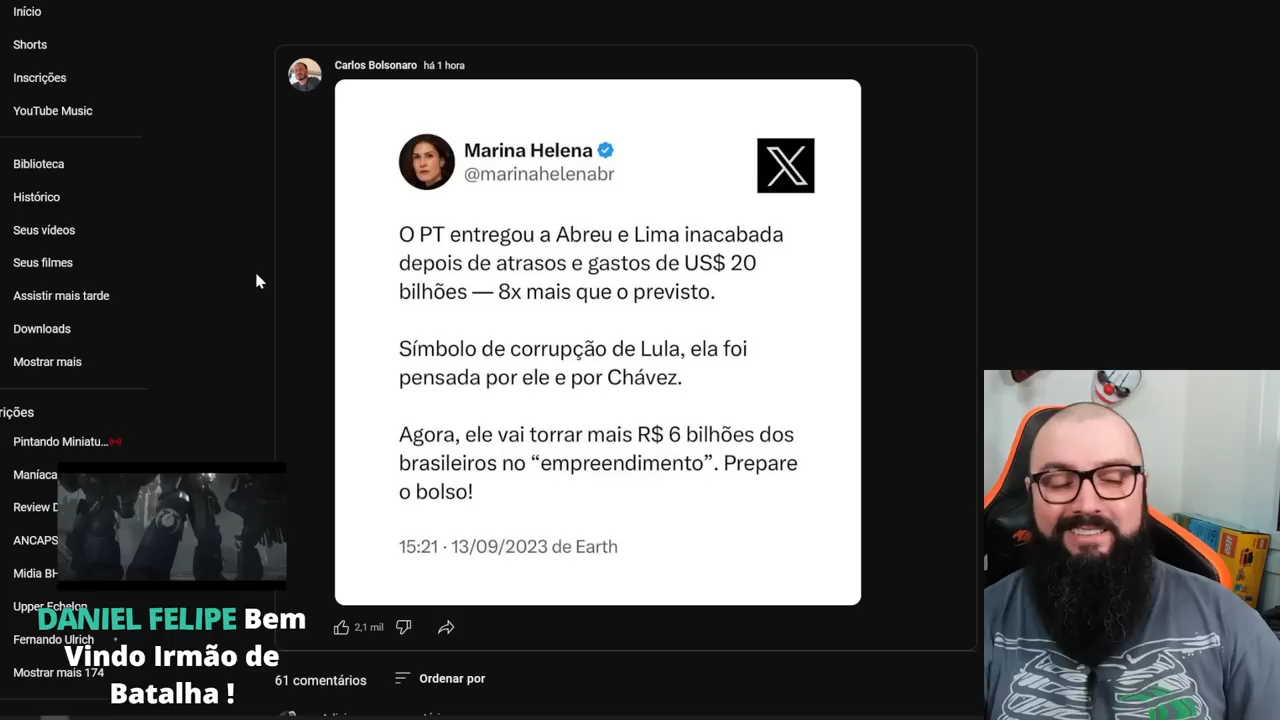 Início
Shorts
Inscrições
YouTube Music
Biblioteca
Histórico
Seus vídeos
Seus filmes
Assistir mais tarde
Downloads
Mostrar mais
rições
Pintando Miniatu...
Maníaca
Review D
ANCAPS
Midia BH
Upper Echelon
Fernando Ulrich
Mostrar mais 174
DANIEL FELIPE Bem
Vindo Irmão de
Batalha !
Carlos Bolsonaro há 1 hora
Marina Helena
@marinahelenabr
X
O PT entregou a Abreu e Lima inacabada
depois de atrasos e gastos de US$ 20
bilhões — 8x mais que o previsto.
Símbolo de corrupção de Lula, ela foi
pensada por ele e por Chávez.
Agora, ele vai torrar mais R$ 6 bilhões dos
brasileiros no “empreendimento”. Prepare
o bolso!
15:21 · 13/09/2023 de Earth
2,1 mil
61 comentários
Ordenar por